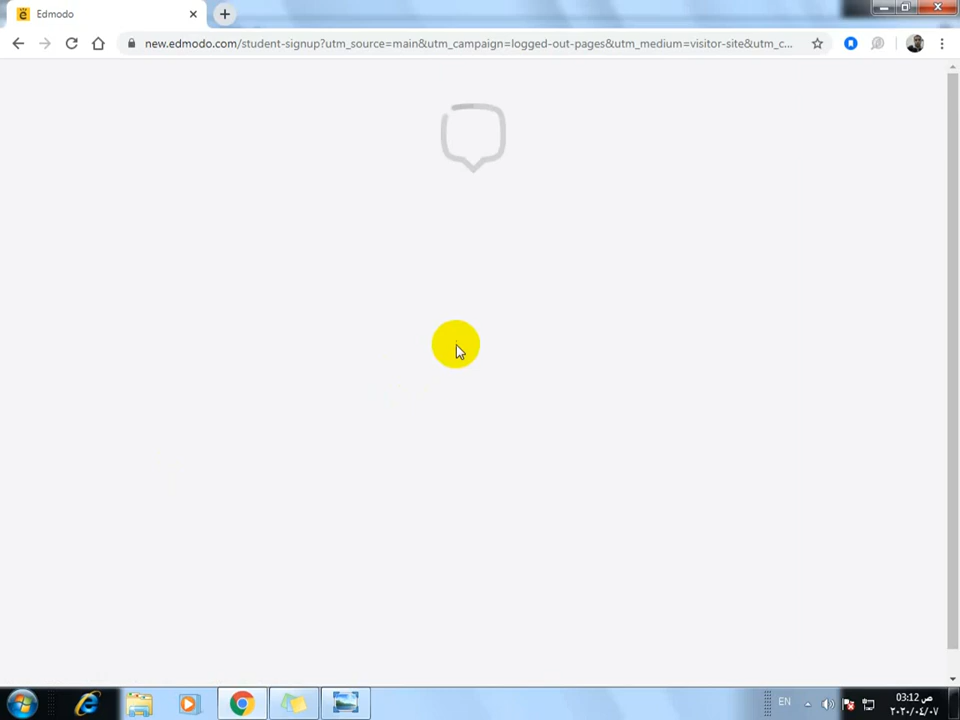 Edmodo
new.edmodo.com/student-signup?utm_source=main&utm_campaign=logged-out-pages&utm_medium=visitor-site&utm_c...
EN
03:12 ص
٢٠٢٠/٠٤/٠٧